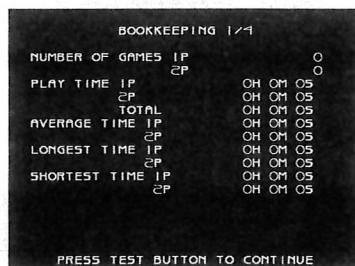 BOOKKEEPING 1/4
NUMBER OF GAMES 1P 0
2P 0
PLAY TIME 1P 0H 0M 0S
2P 0H 0M 0S
TOTAL 0H 0M 0S
AVERAGE TIME 1P 0H 0M 0S
2P 0H 0M 0S
LONGEST TIME 1P 0H 0M 0S
2P 0H 0M 0S
SHORTEST TIME 1P 0H 0M 0S
2P 0H 0M 0S
PRESS TEST BUTTON TO CONTINUE